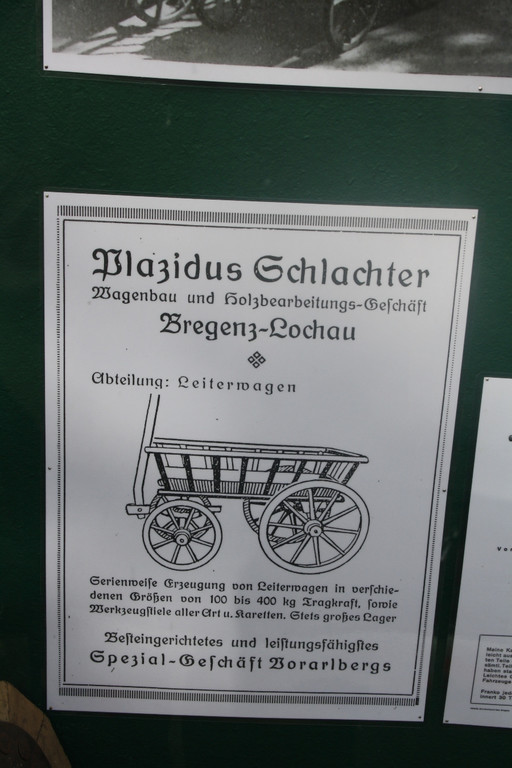 Plazidus Schlachter
Wagenbau und Holzbearbeitungs-Geschäft
Bregenz-Lochau
Abteilung: Leiterwagen
Serienweise Erzeugung von Leiterwagen in verschie-
denen Größen von 100 bis 400 kg Tragkraft, sowie
Werkzeugstiele aller Art u. Karetten. Stets großes Lager
Besteingerichtetes und leistungsfähigstes
Spezial-Geschäft Vorarlbergs